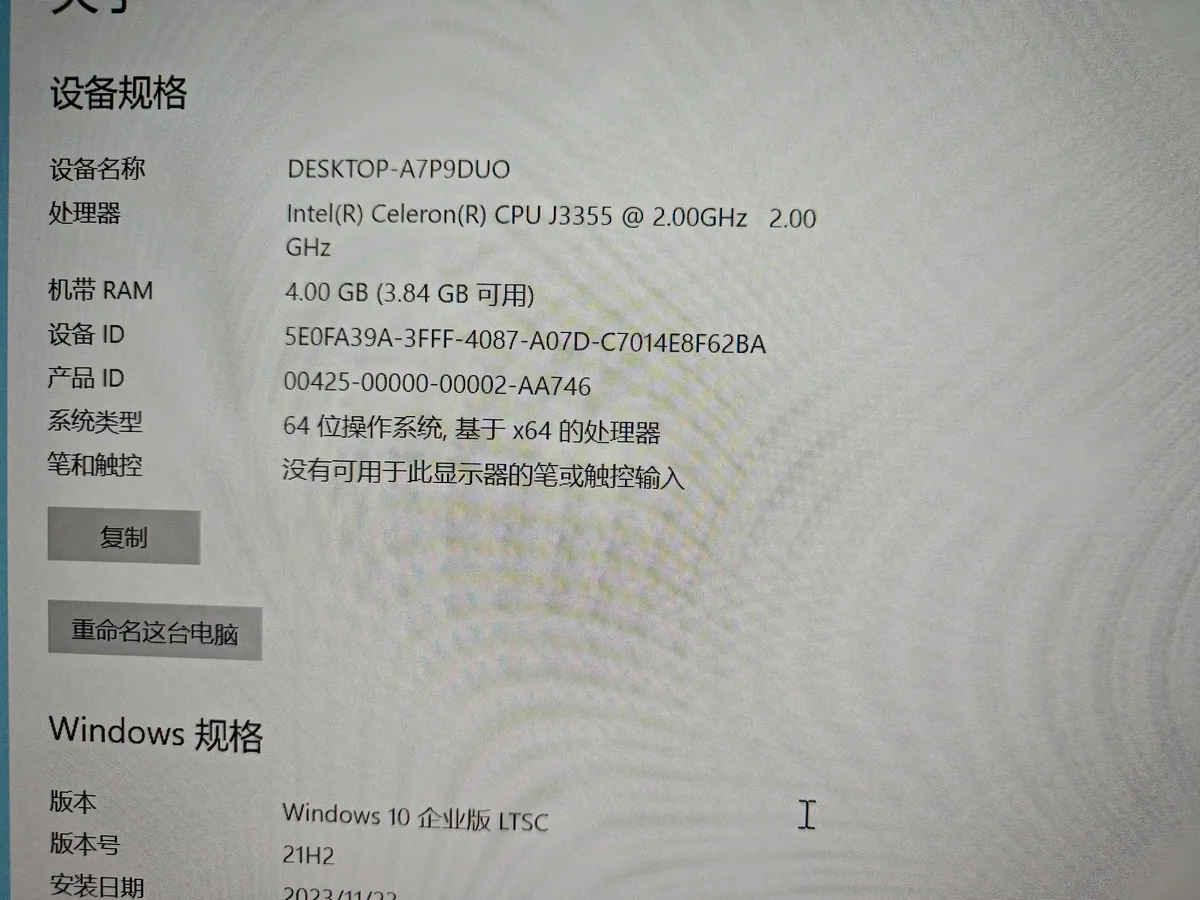 关于
设备规格
设备名称 DESKTOP-A7P9DUO
处理器 Intel(R) Celeron(R) CPU J3355 @ 2.00GHz 2.00
GHz
机带 RAM 4.00 GB (3.84 GB 可用)
设备 ID 5E0FA39A-3FFF-4087-A07D-C7014E8F62BA
产品 ID 00425-00000-00002-AA746
系统类型 64 位操作系统, 基于 x64 的处理器
笔和触控 没有可用于此显示器的笔或触控输入
复制
重命名这台电脑
Windows 规格
版本 Windows 10 企业版 LTSC
版本号 21H2
安装日期 2023/11/22